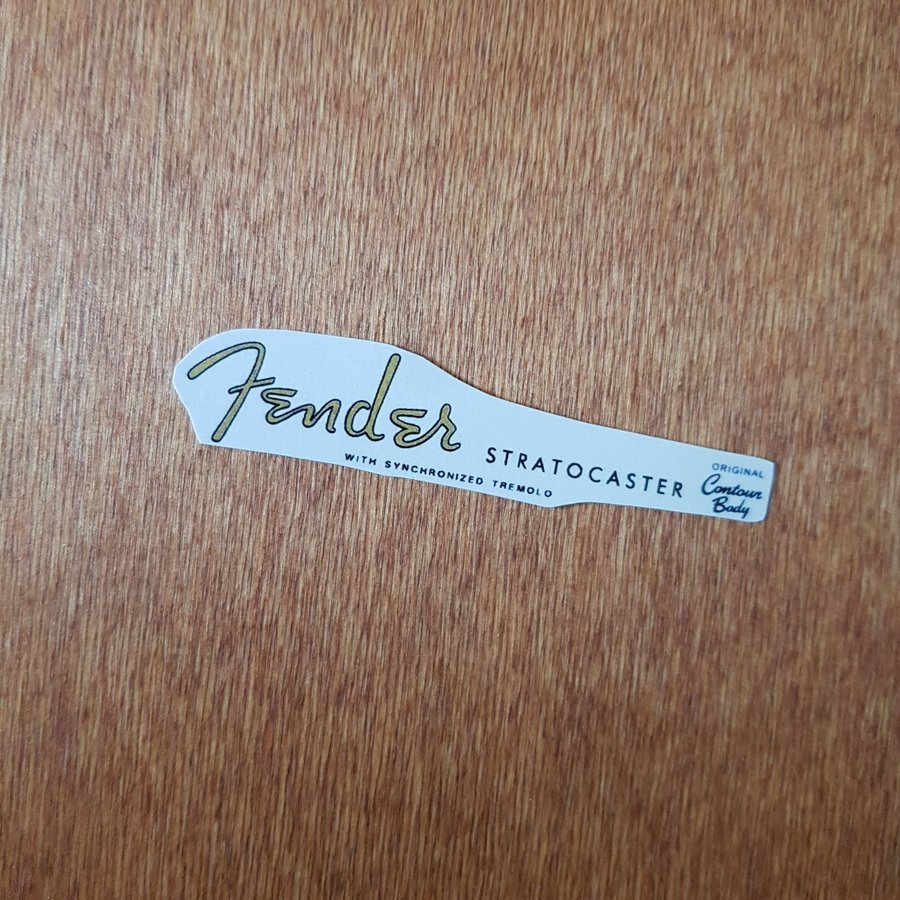 Fender
STRATOCASTER
WITH SYNCHRONIZED TREMOLO
ORIGINAL
Contour
Body